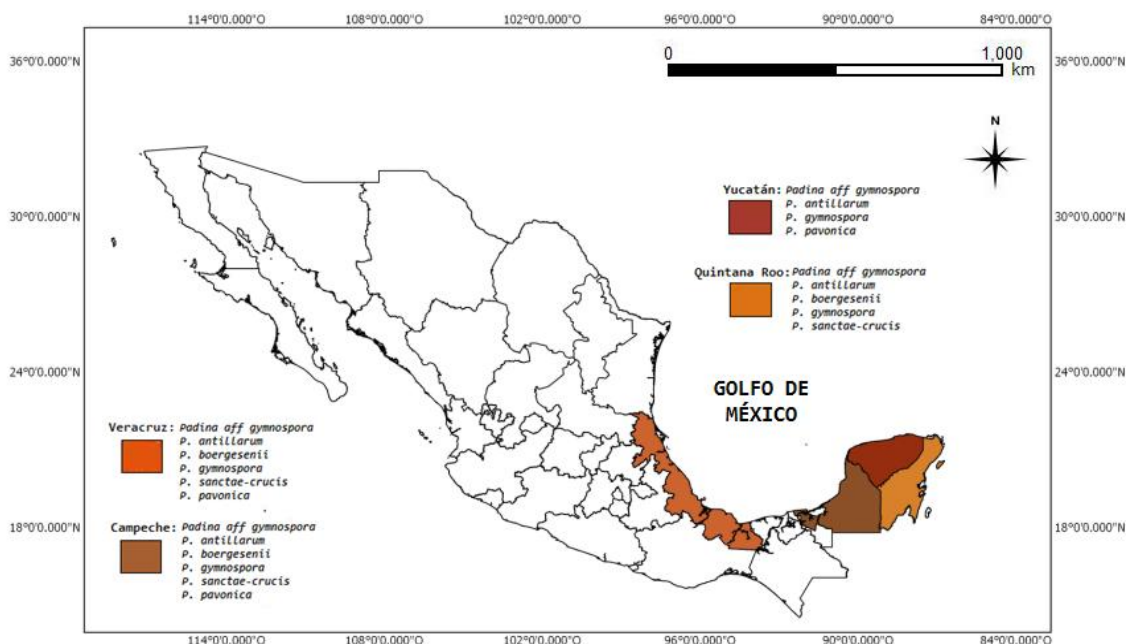 114°0'0.000"O 108°0'0.000"O 102°0'0.000"O 96°0'0.000"O 90°0'0.000"O 84°0'0.000"O
36°0'0.000"N 36°0'0.000"N
0 1,000
km
N
30°0'0.000"N 30°0'0.000"N
Yucatán: Padina aff gymnospora
P. antillarum
P. gymnospora
P. pavonica
Quintana Roo: Padina aff gymnospora
P. antillarum
P. boergesenii
P. gymnospora
P. sanctae-crucis
24°0'0.000"N 24°0'0.000"N
GOLFO DE
MÉXICO
Veracruz: Padina aff gymnospora
P. antillarum
P. boergesenii
P. gymnospora
P. sanctae-crucis
P. pavonica
18°0'0.000"N 18°0'0.000"N
Campeche: Padina aff gymnospora
P. antillarum
P. boergesenii
P. gymnospora
P. sanctae-crucis
P. pavonica
114°0'0.000"O 108°0'0.000"O 102°0'0.000"O 96°0'0.000"O 90°0'0.000"O 84°0'0.000"O